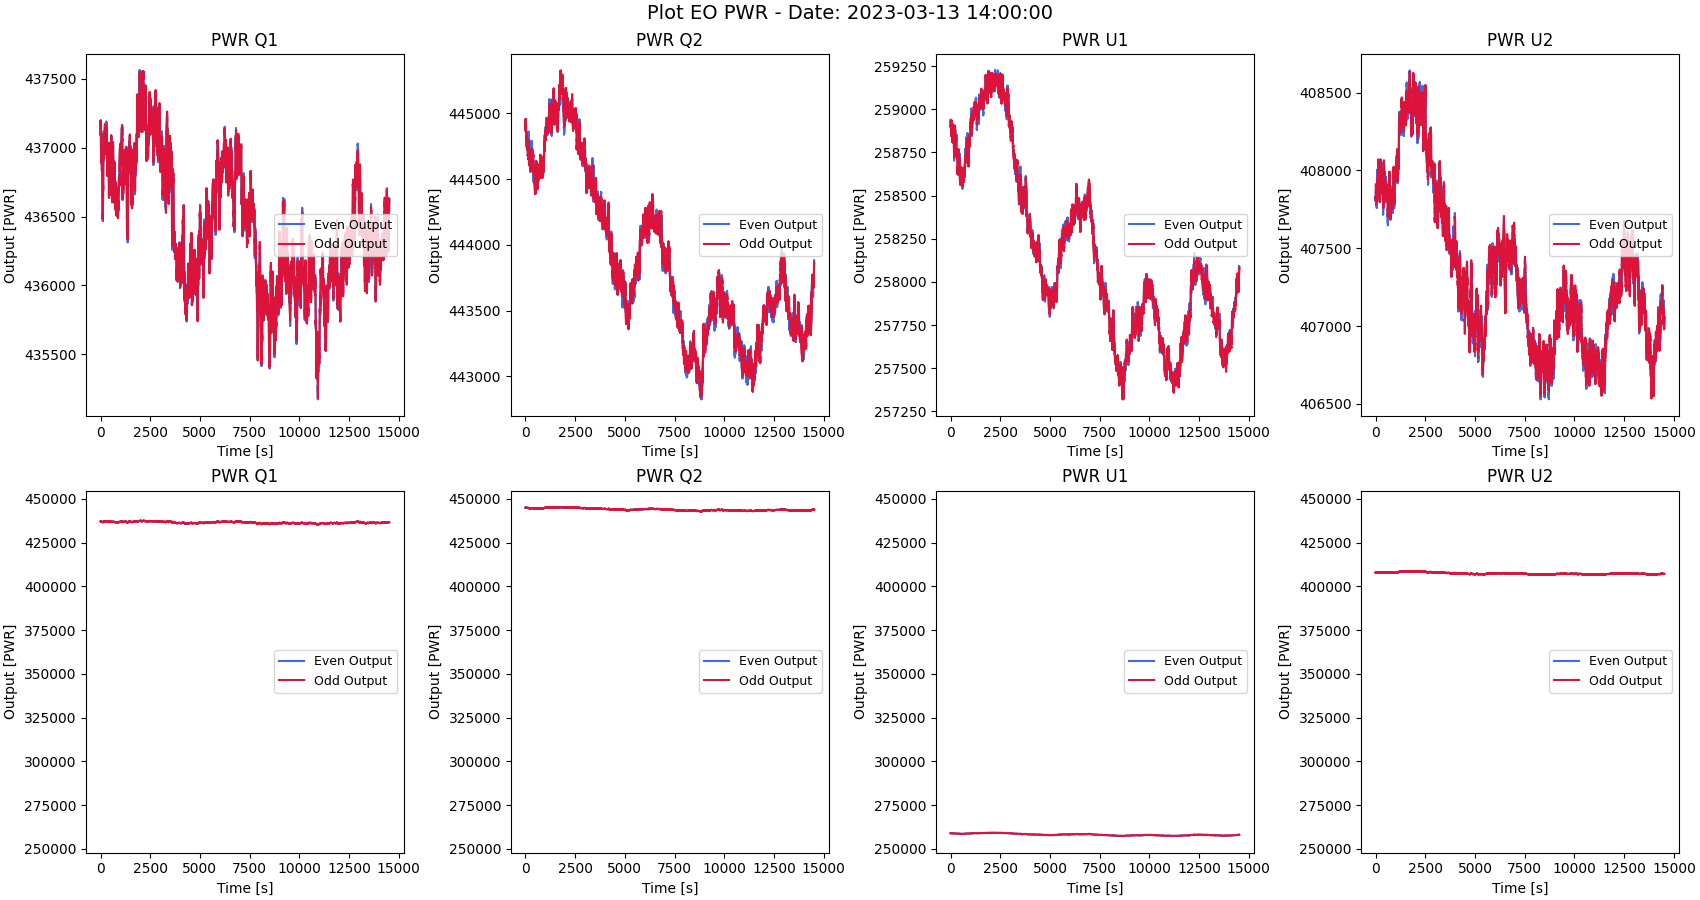 Plot EO PWR - Date: 2023-03-13 14:00:00
PWR Q1
437500
437000
436500
436000
435500
Output [PWR]
0 2500 5000 7500 10000 12500 15000
Time [s]
Even Output
Odd Output
PWR Q2
445000
444500
444000
443500
443000
Output [PWR]
0 2500 5000 7500 10000 12500 15000
Time [s]
Even Output
Odd Output
PWR U1
259250
259000
258750
258500
258250
258000
257750
257500
257250
Output [PWR]
0 2500 5000 7500 10000 12500 15000
Time [s]
Even Output
Odd Output
PWR U2
408500
408000
407500
407000
406500
Output [PWR]
0 2500 5000 7500 10000 12500 15000
Time [s]
Even Output
Odd Output
PWR Q1
450000
425000
400000
375000
350000
325000
300000
275000
250000
Output [PWR]
0 2500 5000 7500 10000 12500 15000
Time [s]
Even Output
Odd Output
PWR Q2
450000
425000
400000
375000
350000
325000
300000
275000
250000
Output [PWR]
0 2500 5000 7500 10000 12500 15000
Time [s]
Even Output
Odd Output
PWR U1
450000
425000
400000
375000
350000
325000
300000
275000
250000
Output [PWR]
0 2500 5000 7500 10000 12500 15000
Time [s]
Even Output
Odd Output
PWR U2
450000
425000
400000
375000
350000
325000
300000
275000
250000
Output [PWR]
0 2500 5000 7500 10000 12500 15000
Time [s]
Even Output
Odd Output